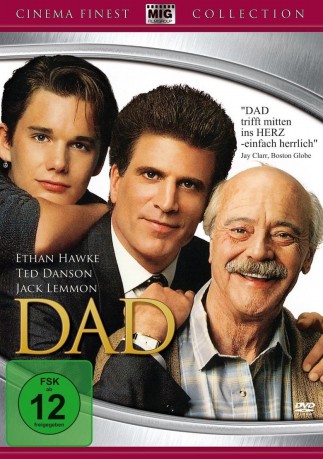 CINEMA FINEST MIG COLLECTION
FILMGROUP
"DAD
trifft mitten
ins HERZ
-einfach herrlich"
Jay Clarr, Boston Globe
ETHAN HAWKE
TED DANSON
JACK LEMMON
DAD
FSK
ab
12
freigegeben
DVD